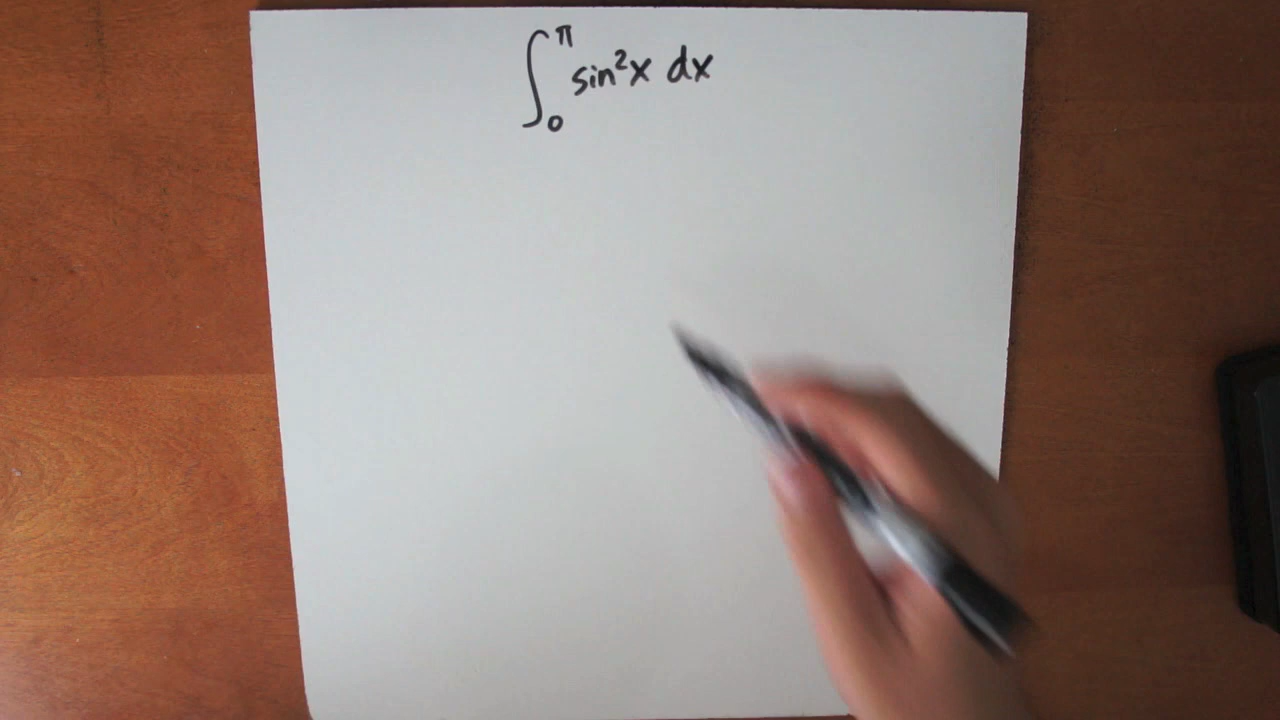 ∫₀^π sin²x dx